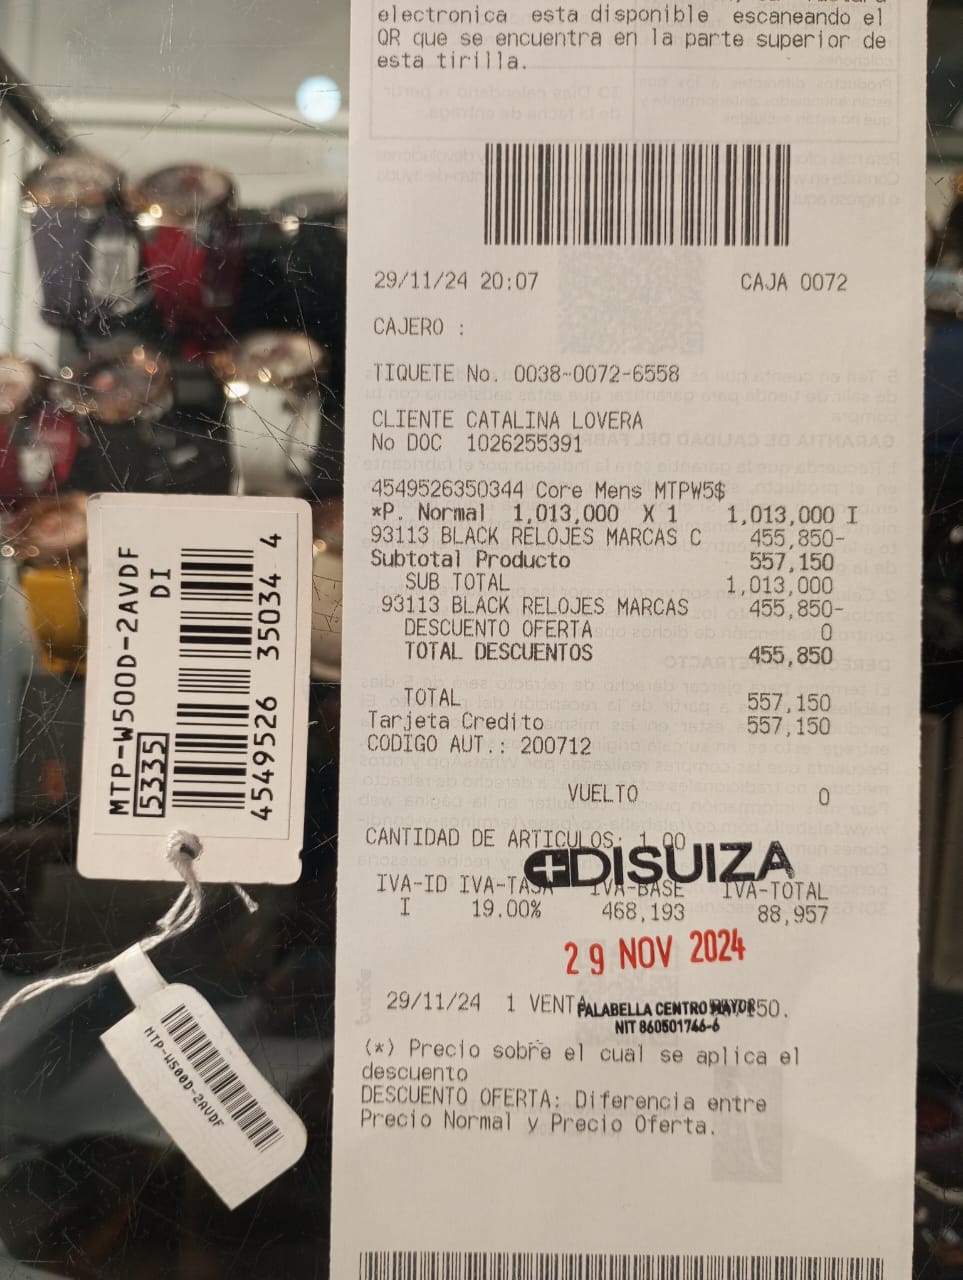 electronica esta disponible escaneando el
QR que se encuentra en la parte superior de
esta tirilla.
29/11/24 20:07 CAJA 0072
CAJERO :
TIQUETE No. 0038-0072-6558
CLIENTE CATALINA LOVERA
No DOC 1026255391
4549526350344 Core Mens MTPW5$
*P. Normal 1,013,000 X 1 1,013,000 I
93113 BLACK RELOJES MARCAS C 455,850-
Subtotal Producto 557,150
SUB TOTAL 1,013,000
93113 BLACK RELOJES MARCAS 455,850-
DESCUENTO OFERTA 0
TOTAL DESCUENTOS 455,850
TOTAL 557,150
Tarjeta Credito 557,150
CODIGO AUT.: 200712
VUELTO 0
CANTIDAD DE ARTICULOS: 1.00
DISUIZA
IVA-ID IVA-TASA IVA-BASE IVA-TOTAL
I 19.00% 468,193 88,957
29 NOV 2024
29/11/24 1 VENTA
FALABELLA CENTRO MAYOR
NIT 860501746-6
(*) Precio sobre el cual se aplica el
descuento
DESCUENTO OFERTA: Diferencia entre
Precio Normal y Precio Oferta.
MTP-W500D-2AVDF
DI
5335
4549526 35034 4
MTP-W500D-2AVDF